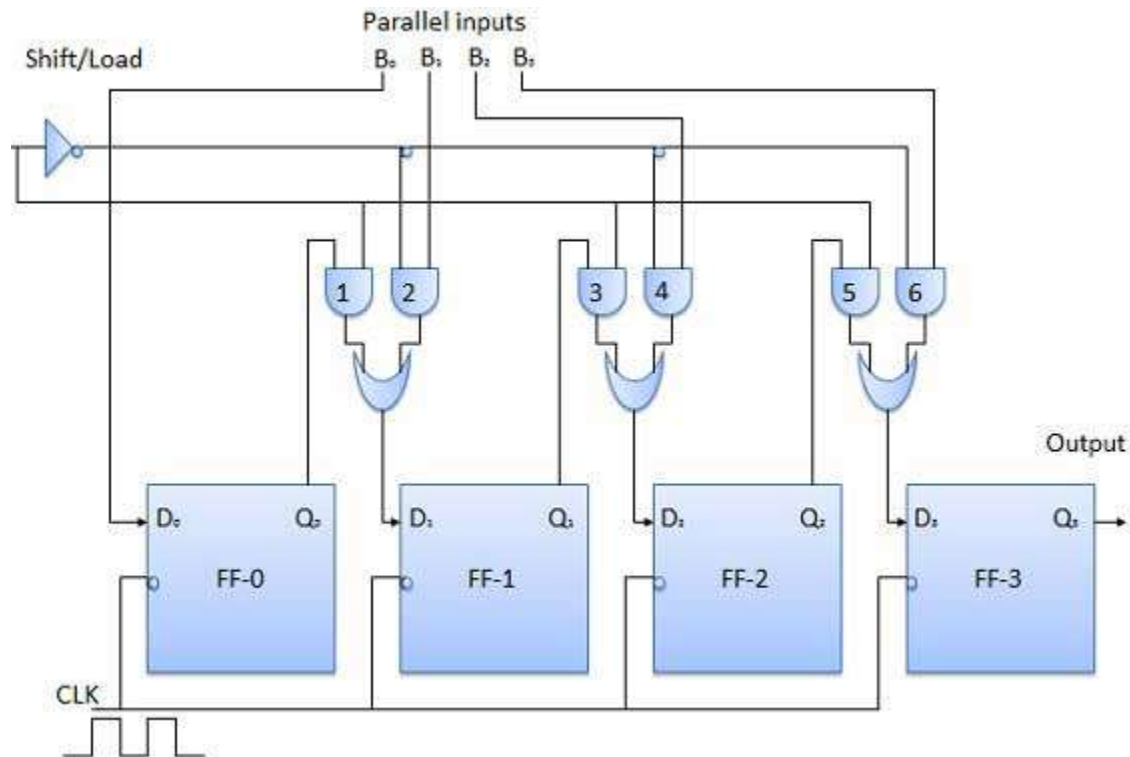 Parallel inputs
Shift/Load
B₀ B₁ B₂ B₃
1 2 3 4 5 6
Output
D₀ Q₀ D₁ Q₁ D₂ Q₂ D₃ Q₃
FF-0 FF-1 FF-2 FF-3
CLK